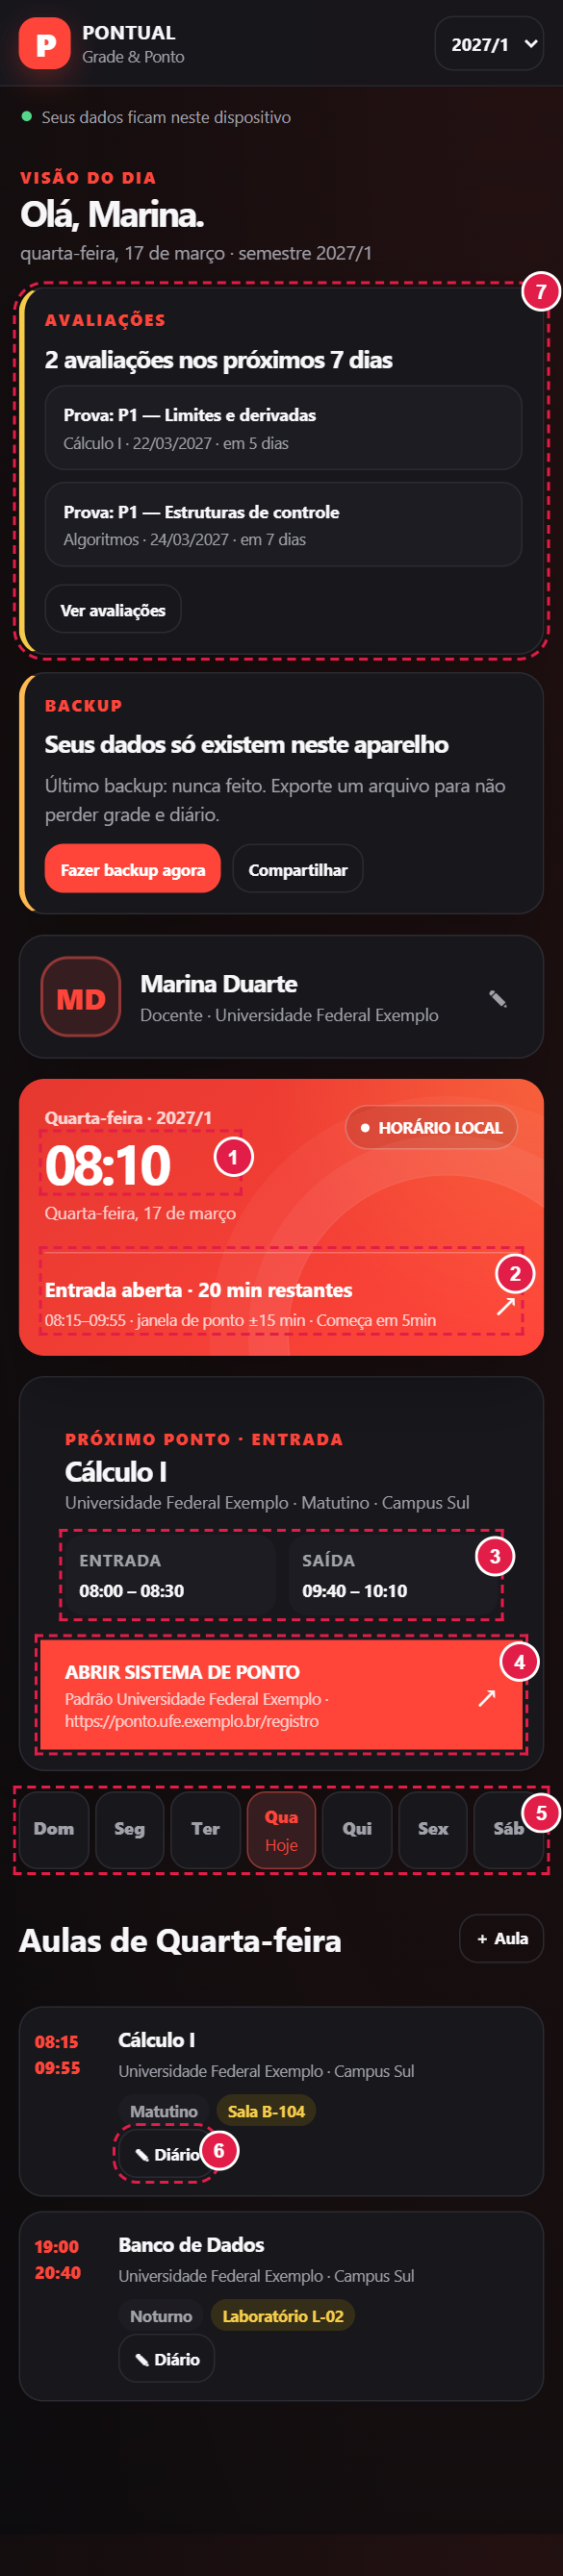 P
PONTUAL
Grade & Ponto
2027/1
Seus dados ficam neste dispositivo
VISÃO DO DIA
Olá, Marina.
quarta-feira, 17 de março · semestre 2027/1
7
AVALIAÇÕES
2 avaliações nos próximos 7 dias
Prova: P1 — Limites e derivadas
Cálculo I · 22/03/2027 · em 5 dias
Prova: P1 — Estruturas de controle
Algoritmos · 24/03/2027 · em 7 dias
Ver avaliações
BACKUP
Seus dados só existem neste aparelho
Último backup: nunca feito. Exporte um arquivo para não
perder grade e diário.
Fazer backup agora
Compartilhar
MD
Marina Duarte
Docente · Universidade Federal Exemplo
Quarta-feira · 2027/1
HORÁRIO LOCAL
08:10
1
Quarta-feira, 17 de março
2
Entrada aberta · 20 min restantes
08:15–09:55 · janela de ponto ±15 min · Começa em 5min
PRÓXIMO PONTO · ENTRADA
Cálculo I
Universidade Federal Exemplo · Matutino · Campus Sul
ENTRADA
08:00 – 08:30
SAÍDA
09:40 – 10:10
3
ABRIR SISTEMA DE PONTO
Padrão Universidade Federal Exemplo ·
https://ponto.ufe.exemplo.br/registro
4
Dom
Seg
Ter
Qua
Hoje
Qui
Sex
Sáb
5
Aulas de Quarta-feira
+ Aula
08:15
09:55
Cálculo I
Universidade Federal Exemplo · Campus Sul
Matutino
Sala B-104
Diário
6
19:00
20:40
Banco de Dados
Universidade Federal Exemplo · Campus Sul
Noturno
Laboratório L-02
Diário